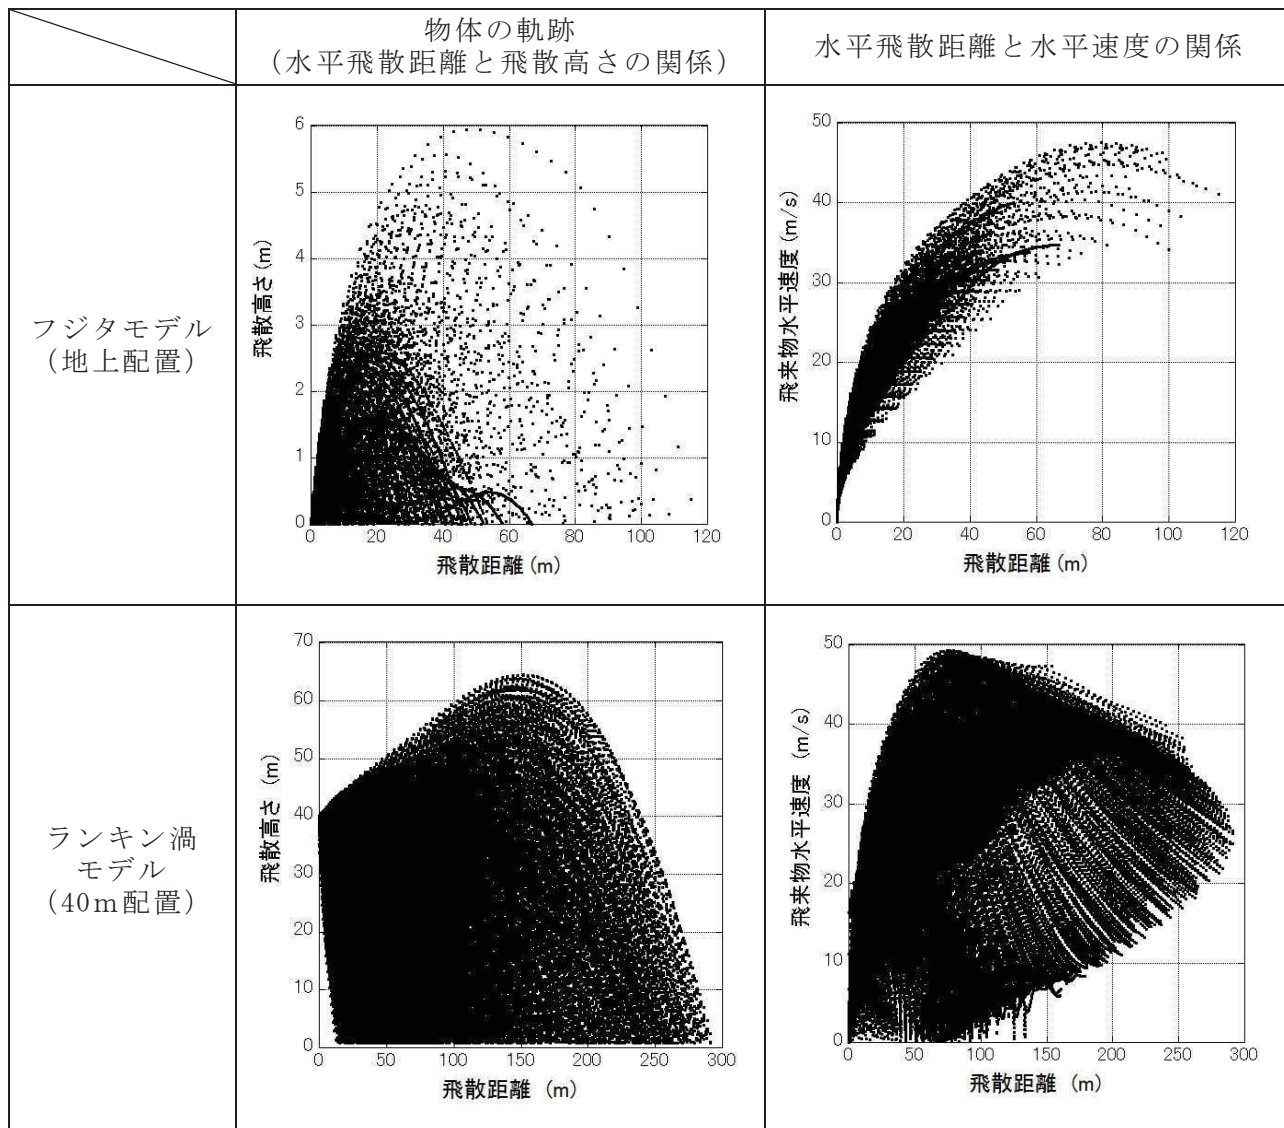 物体の軌跡
（水平飛散距離と飛散高さの関係）
水平飛散距離と水平速度の関係
フジタモデル
（地上配置）
6
5
4
3
2
1
0
飛散高さ(m)
0 20 40 60 80 100 120
飛散距離(m)
50
40
30
20
10
0
飛来物水平速度(m/s)
0 20 40 60 80 100 120
飛散距離(m)
ランキン渦
モデル
（40m配置）
70
60
50
40
30
20
10
0
飛散高さ (m)
0 50 100 150 200 250 300
飛散距離 (m)
50
40
30
20
10
0
飛来物水平速度 (m/s)
0 50 100 150 200 250 300
飛散距離 (m)